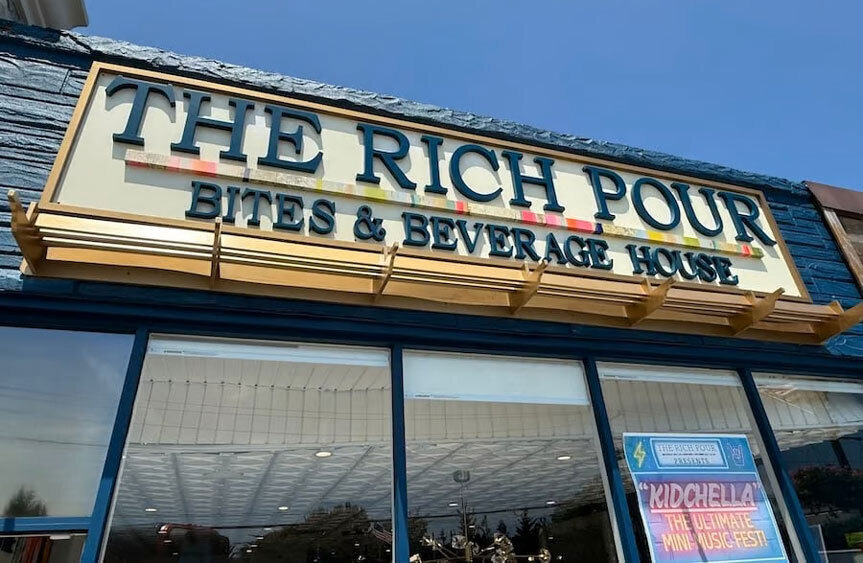 THE RICH POUR
BITES & BEVERAGE HOUSE
THE RICH POUR
PRESENTS
"KIDCHELLA"
THE ULTIMATE
MINI-MUSIC-FEST!